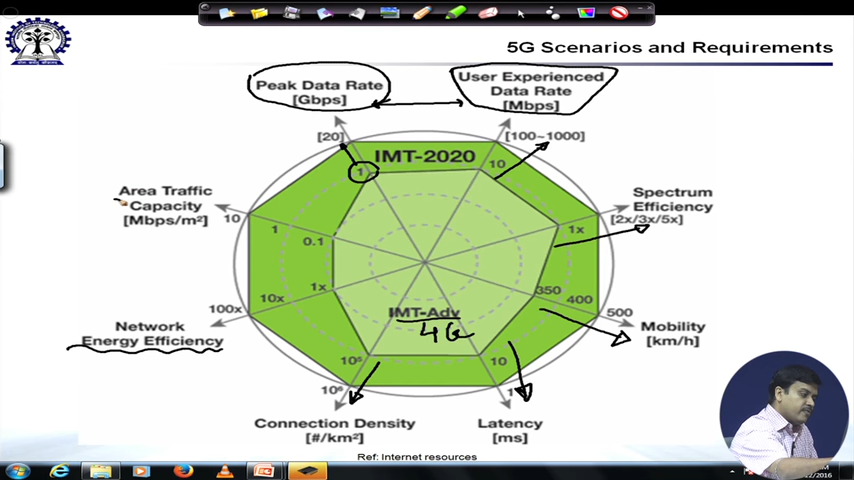 5G Scenarios and Requirements
Peak Data Rate
[Gbps]
User Experienced
Data Rate
[Mbps]
[20]
[100~1000]
IMT-2020
1
10
Area Traffic
Capacity
[Mbps/m²]
Spectrum
Efficiency
[2x/3x/5x]
10
1
0.1
1x
100x
10x
1x
350
400
500
Network
Energy Efficiency
IMT-Adv
4G
Mobility
[km/h]
10⁵
10⁶
10
1
Connection Density
[#/km²]
Latency
[ms]
Ref: Internet resources